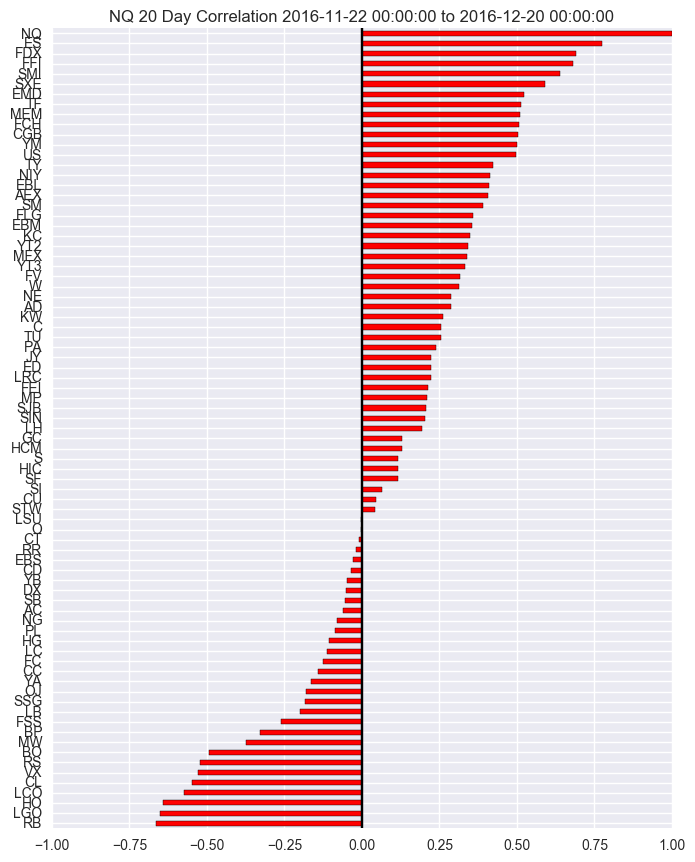 NQ 20 Day Correlation 2016-11-22 00:00:00 to 2016-12-20 00:00:00
NQ
ES
FDX
FFI
SMI
SXE
EMD
TF
MEM
FCH
CGB
YM
US
TY
NIY
EBL
AEX
SM
FLG
EBM
KC
YT2
MFX
YT3
FV
W
NE
AD
KW
C
TU
PA
JY
ED
LRC
FEI
MP
SJB
SIN
LH
GC
HCM
S
HIC
SF
SI
CU
STW
LSU
O
CT
RR
EBS
CD
YB
DX
SB
AC
NG
PL
HG
LC
FC
CC
YA
OJ
SSG
LB
FSS
BP
MW
BO
RS
VX
CL
LCO
HO
LGO
RB
−1.00 −0.75 −0.50 −0.25 0.00 0.25 0.50 0.75 1.00